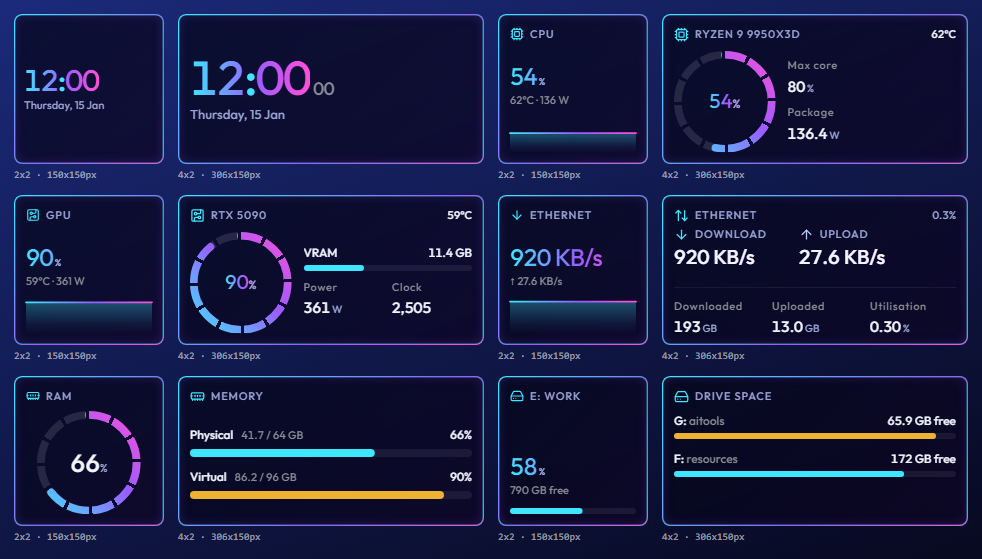 12:00
Thursday, 15 Jan
2x2 · 150x150px
12:00 00
Thursday, 15 Jan
4x2 · 306x150px
CPU
54%
62°C · 136 W
2x2 · 150x150px
RYZEN 9 9950X3D 62°C
54%
Max core
80%
Package
136.4 W
4x2 · 306x150px
GPU
90%
59°C · 361 W
2x2 · 150x150px
RTX 5090 59°C
90%
VRAM 11.4 GB
Power Clock
361 W 2,505
4x2 · 306x150px
ETHERNET
920 KB/s
↑ 27.6 KB/s
2x2 · 150x150px
ETHERNET 0.3%
DOWNLOAD UPLOAD
920 KB/s 27.6 KB/s
Downloaded Uploaded Utilisation
193 GB 13.0 GB 0.30 %
4x2 · 306x150px
RAM
66%
2x2 · 150x150px
MEMORY
Physical 41.7 / 64 GB 66%
Virtual 86.2 / 96 GB 90%
4x2 · 306x150px
E: WORK
58%
790 GB free
2x2 · 150x150px
DRIVE SPACE
G: aitools 65.9 GB free
F: resources 172 GB free
4x2 · 306x150px